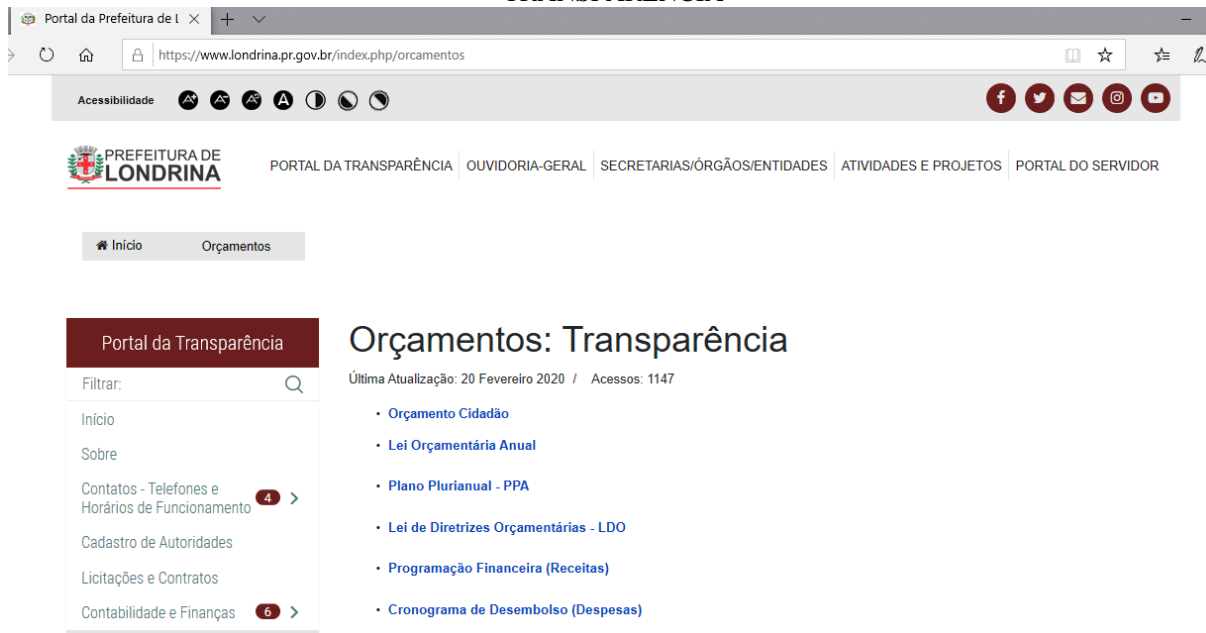 TRANSPARÊNCIA
Portal da Prefeitura de L
https://www.londrina.pr.gov.br/index.php/orcamentos
Acessibilidade
PREFEITURA DE
LONDRINA
PORTAL DA TRANSPARÊNCIA OUVIDORIA-GERAL SECRETARIAS/ÓRGÃOS/ENTIDADES ATIVIDADES E PROJETOS PORTAL DO SERVIDOR
Início Orçamentos
Portal da Transparência
Filtrar:
Início
Sobre
Contatos - Telefones e
Horários de Funcionamento 4
Cadastro de Autoridades
Licitações e Contratos
Contabilidade e Finanças 6
Orçamentos: Transparência
Última Atualização: 20 Fevereiro 2020 / Acessos: 1147
• Orçamento Cidadão
• Lei Orçamentária Anual
• Plano Plurianual - PPA
• Lei de Diretrizes Orçamentárias - LDO
• Programação Financeira (Receitas)
• Cronograma de Desembolso (Despesas)